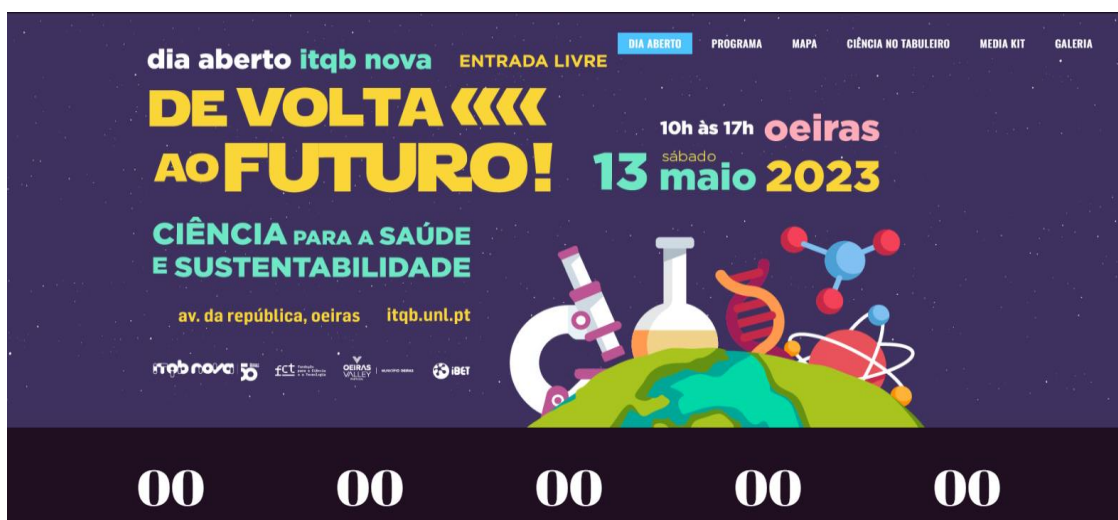 DIA ABERTO PROGRAMA MAPA CIÊNCIA NO TABULEIRO MEDIA KIT GALERIA
dia aberto itqb nova ENTRADA LIVRE
DE VOLTA
AO FUTURO!
10h às 17h oeiras
sábado
13 maio 2023
CIÊNCIA PARA A SAÚDE
E SUSTENTABILIDADE
av. da república, oeiras itqb.unl.pt
itqb nova fct OEIRAS VALLEY iBET
00 00 00 00 00